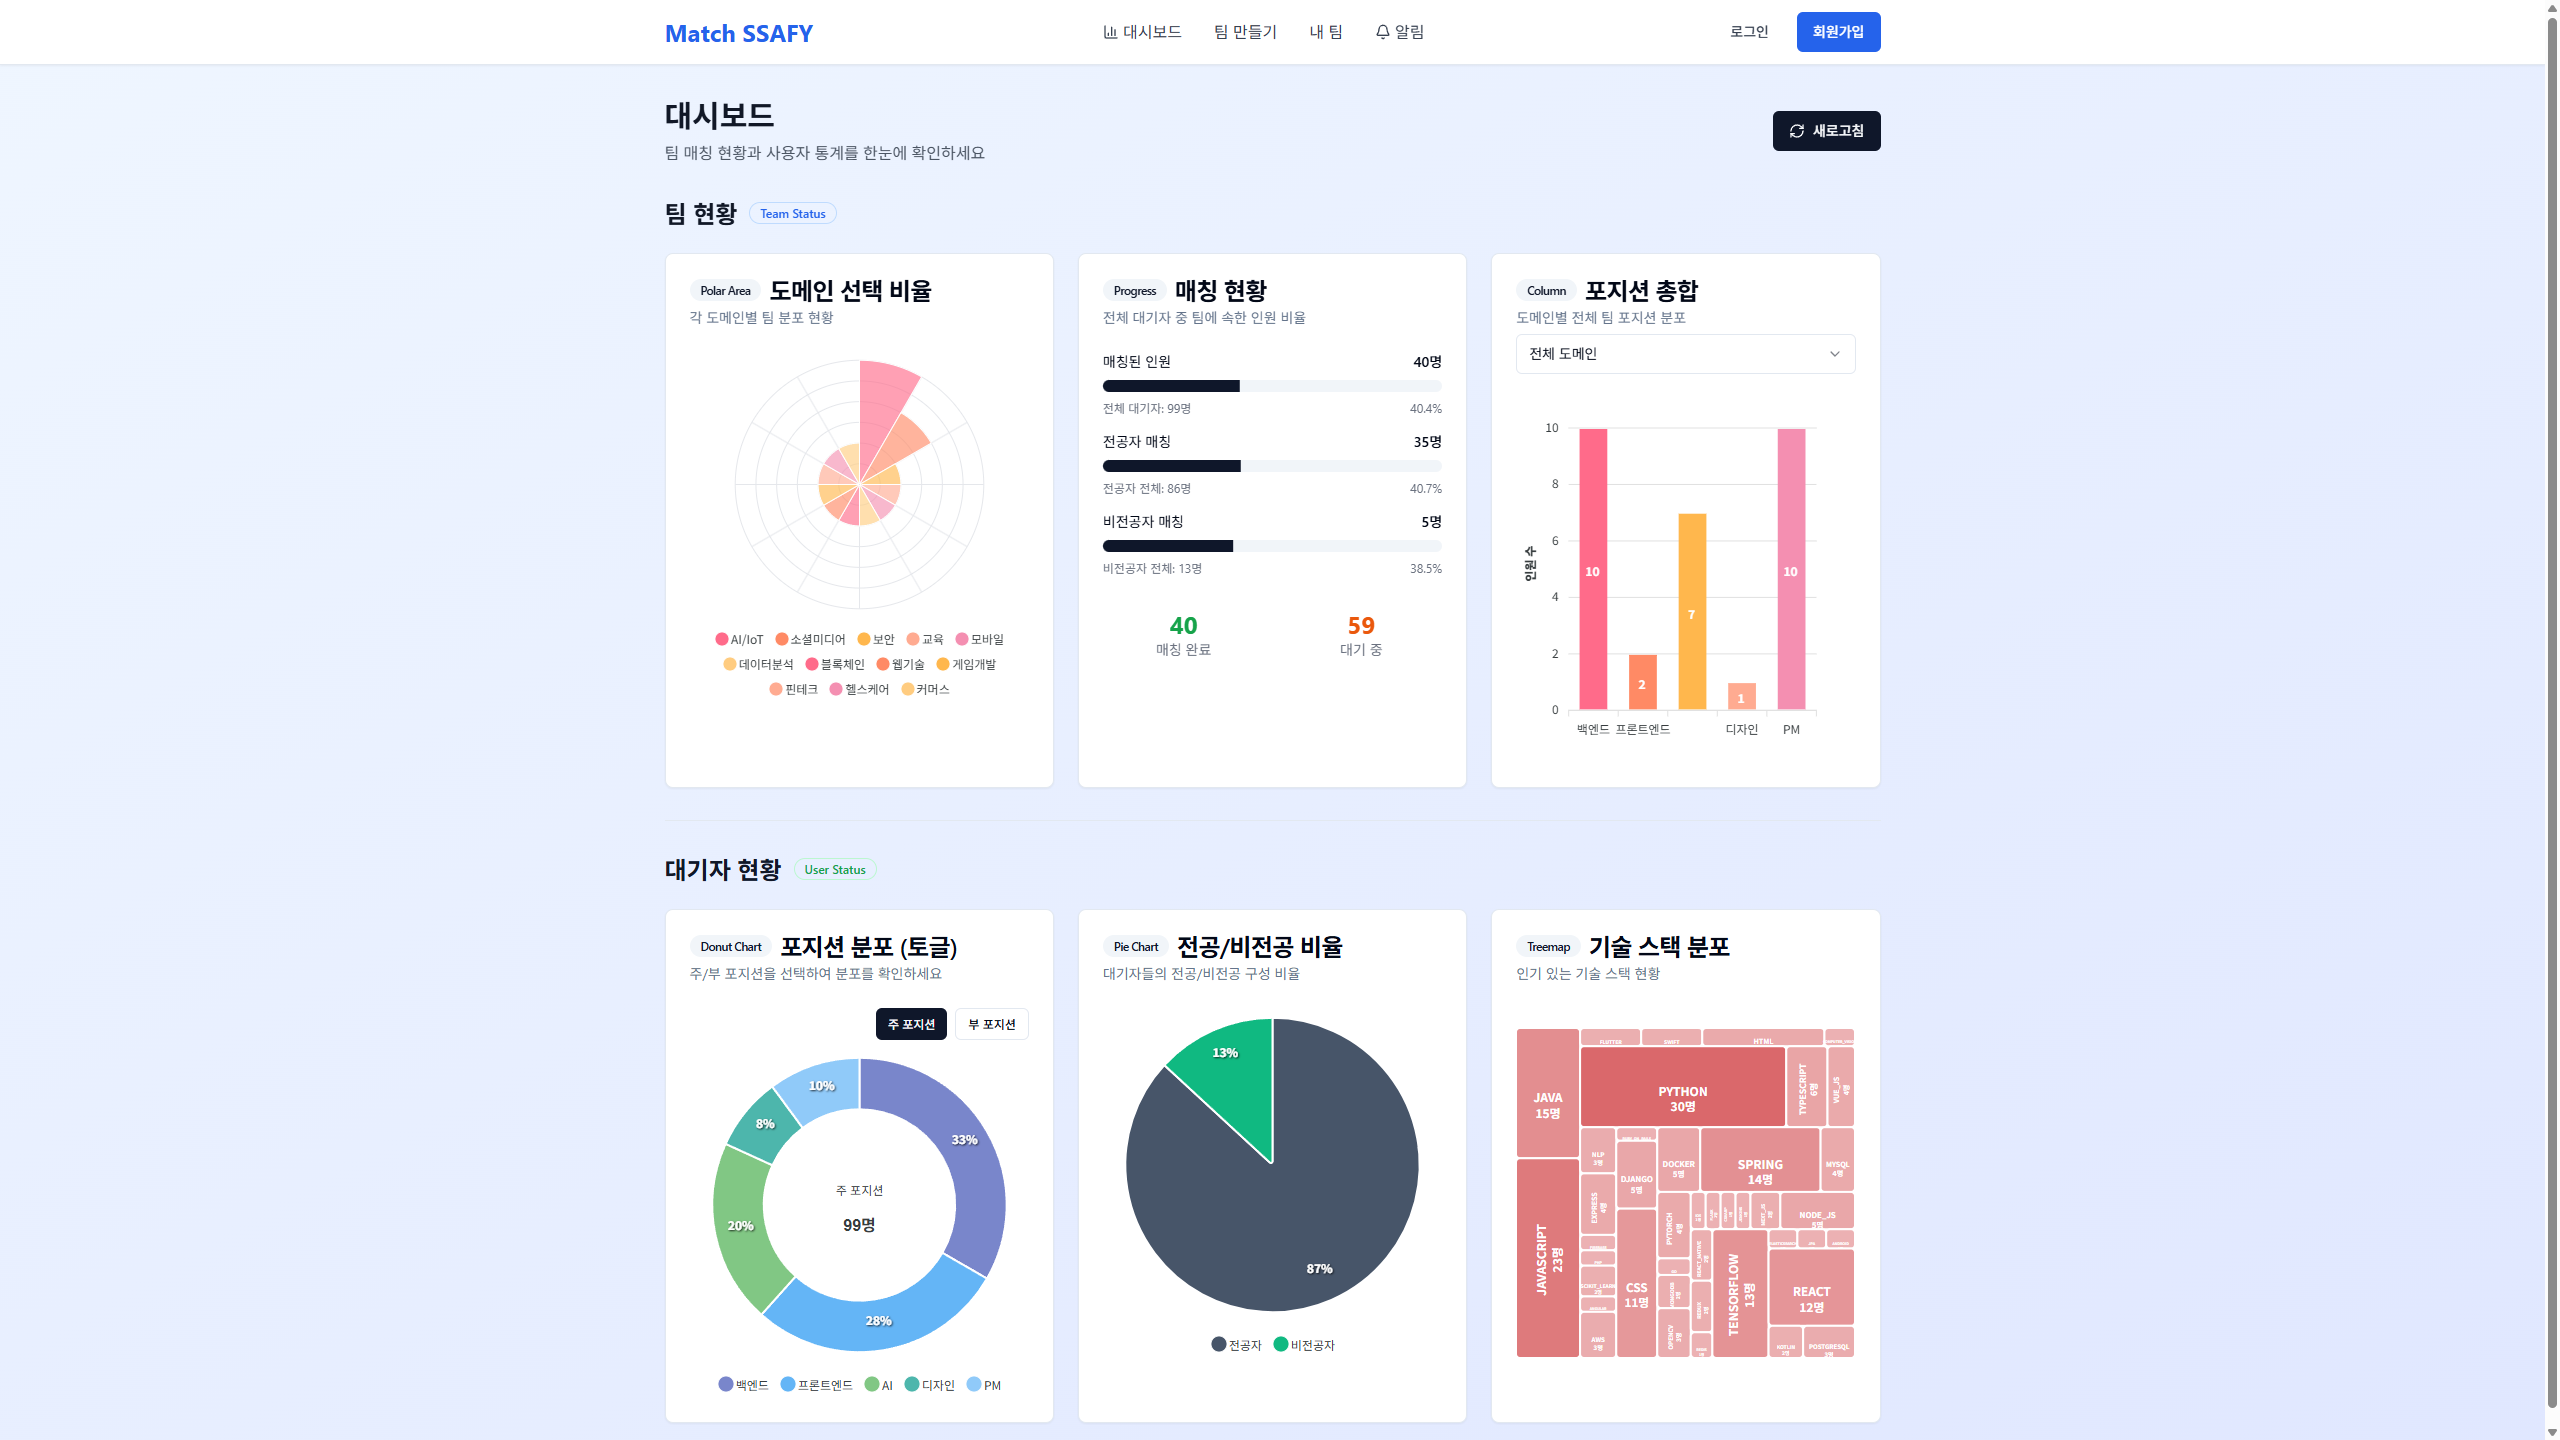 Match SSAFY
대시보드
팀 만들기
내 팀
알림
로그인
회원가입
대시보드
팀 매칭 현황과 사용자 통계를 한눈에 확인하세요
새로고침
팀 현황
Team Status
Polar Area
도메인 선택 비율
각 도메인별 팀 분포 현황
AI/IoT 소셜미디어 보안 교육 모바일
데이터분석 블록체인 웹기술 게임개발
핀테크 헬스케어 커머스
Progress
매칭 현황
전체 대기자 중 팀에 속한 인원 비율
매칭된 인원 40명
전체 대기자: 99명 40.4%
전공자 매칭 35명
전공자 전체: 86명 40.7%
비전공자 매칭 5명
비전공자 전체: 13명 38.5%
40
매칭 완료
59
대기 중
Column
포지션 총합
도메인별 전체 팀 포지션 분포
전체 도메인
인원 수
10
8
6
4
2
0
10
2
7
1
10
백엔드 프론트엔드 디자인 PM
대기자 현황
User Status
Donut Chart
포지션 분포 (토글)
주/부 포지션을 선택하여 분포를 확인하세요
주 포지션
부 포지션
10%
33%
8%
20%
28%
주 포지션
99명
백엔드 프론트엔드 AI 디자인 PM
Pie Chart
전공/비전공 비율
대기자들의 전공/비전공 구성 비율
13%
87%
전공자 비전공자
Treemap
기술 스택 분포
인기 있는 기술 스택 현황
JAVA
15명
FLUTTER
SWIFT
HTML
PYTHON
30명
TYPESCRIPT
6명
VUE_JS
4명
JAVASCRIPT
23명
NLP
3명
DJANGO
5명
DOCKER
5명
SPRING
14명
MYSQL
4명
EXPRESS
4명
PYTORCH
4명
NODE_JS
5명
CSS
11명
TENSORFLOW
13명
REACT
12명
AWS
3명
OPENCV
3명
KOTLIN
2명
POSTGRESQL